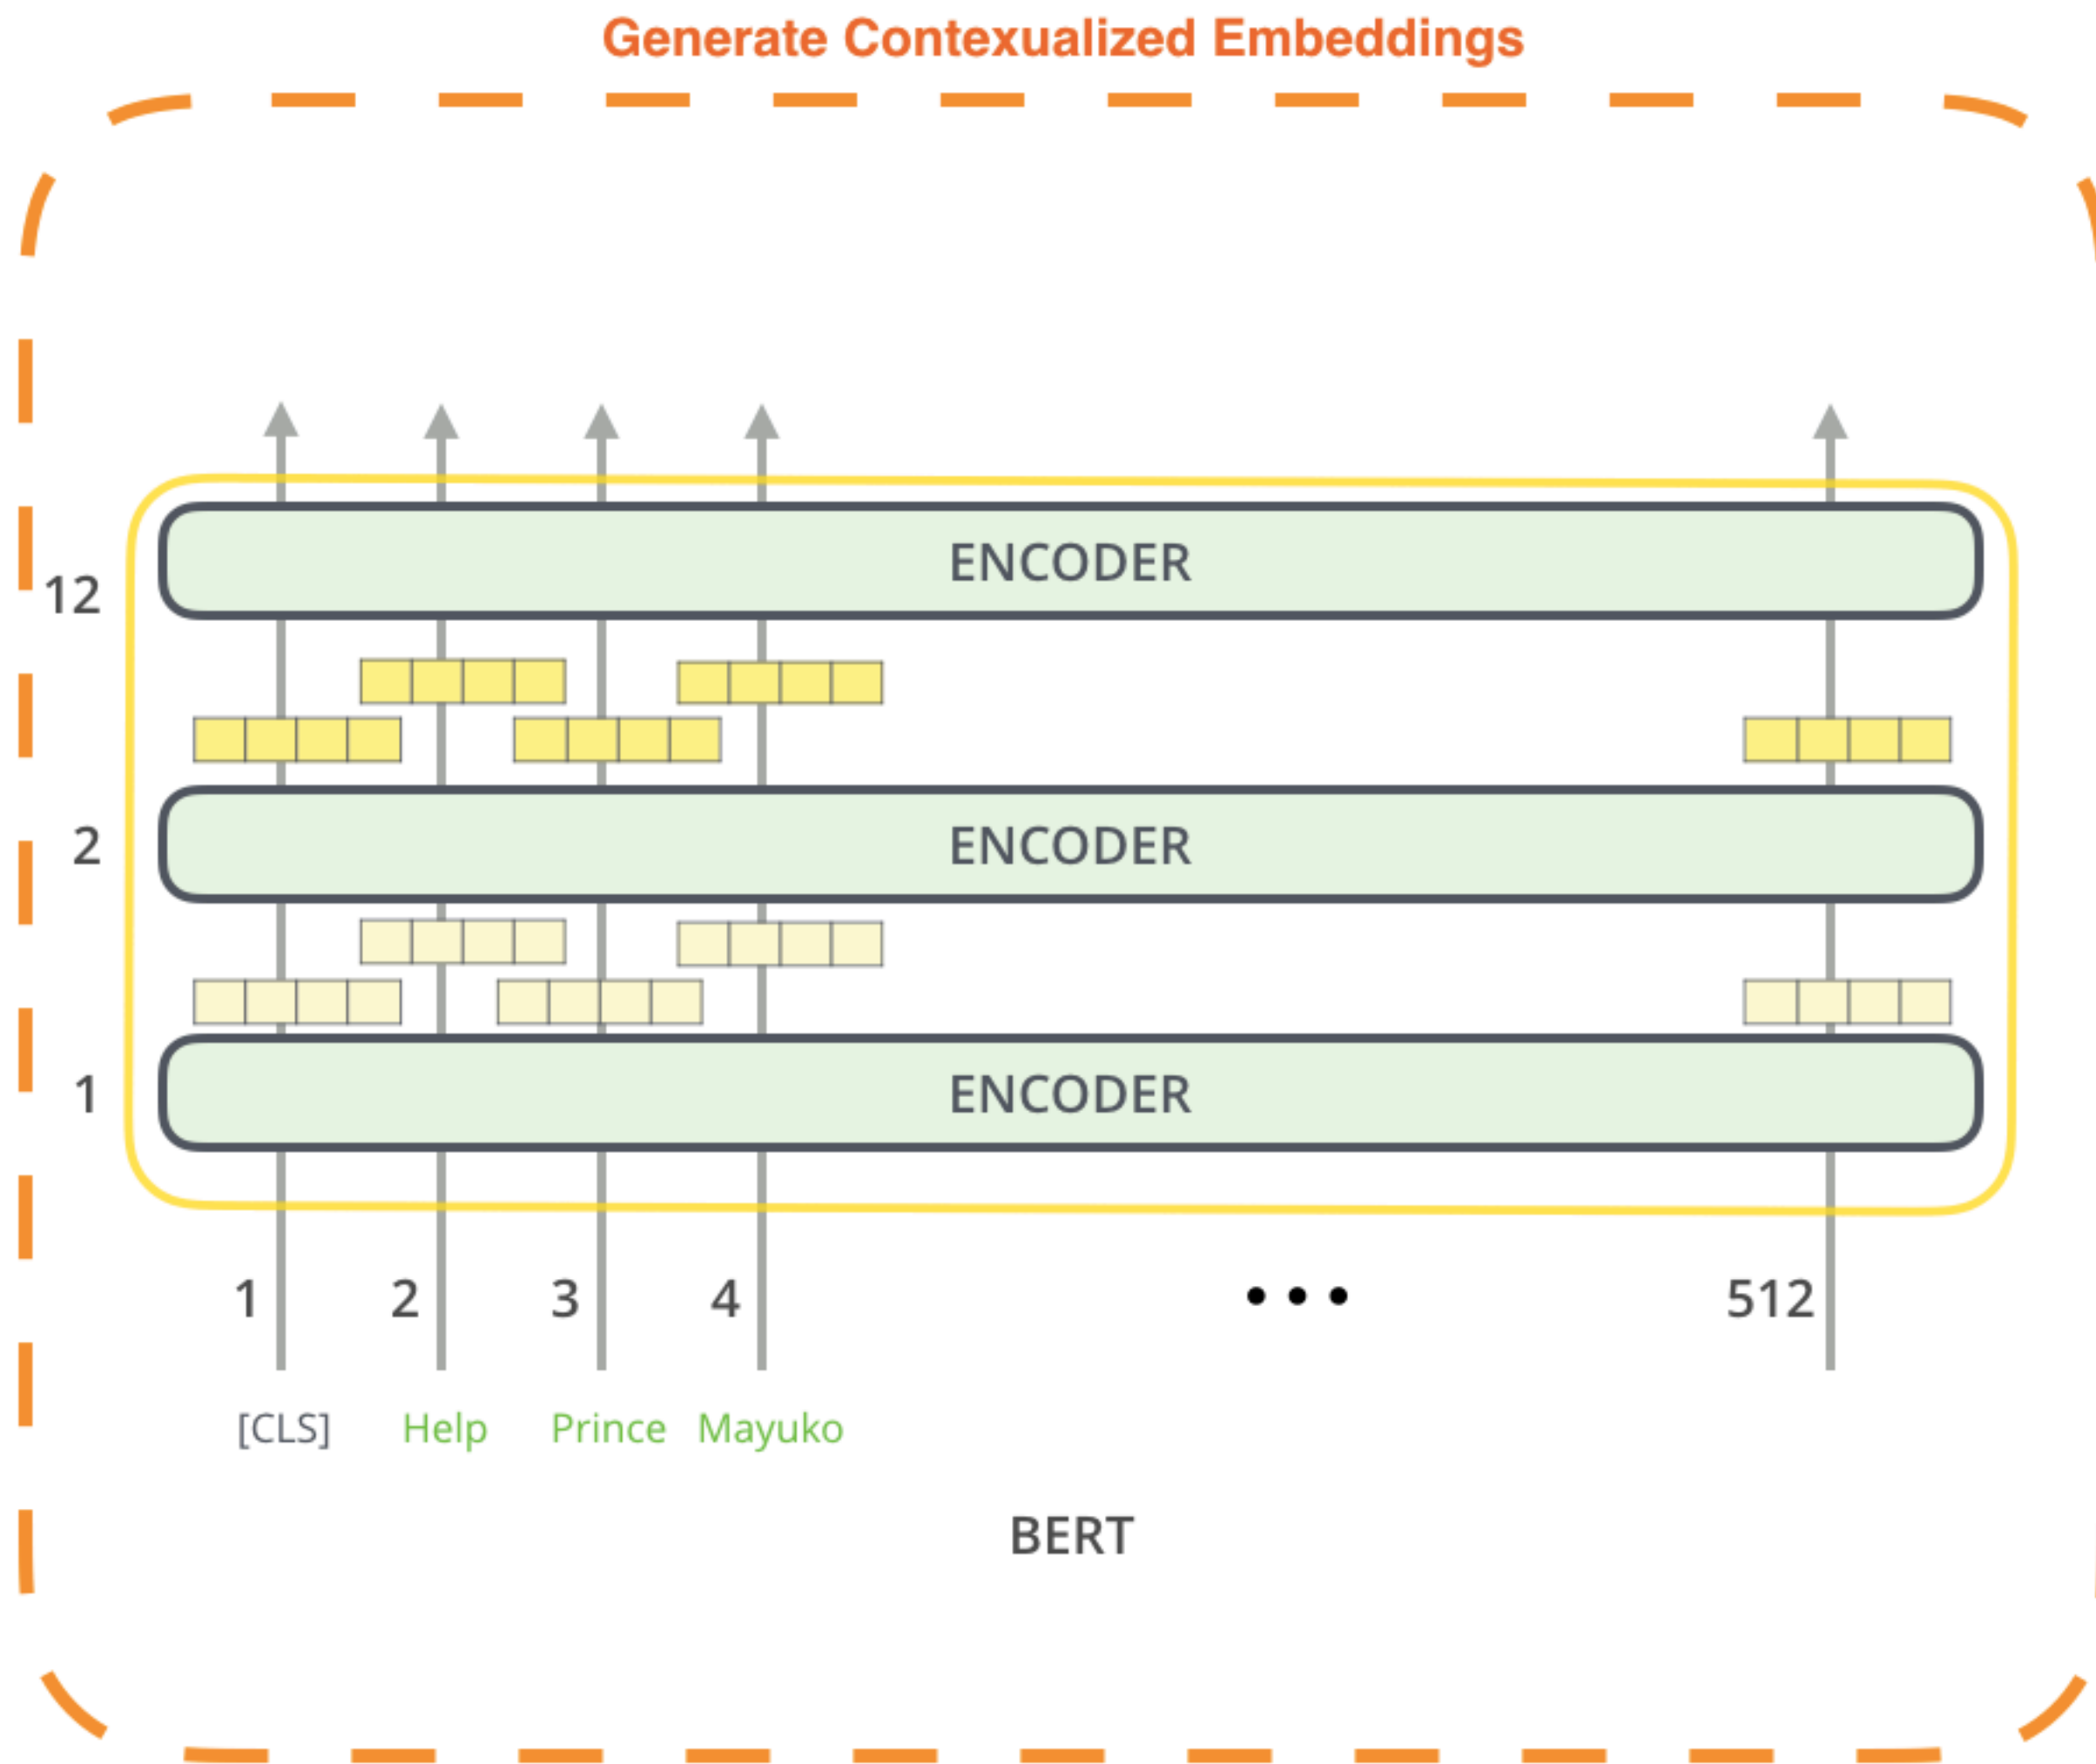 Generate Contexualized Embeddings
12 ENCODER
2 ENCODER
1 ENCODER
1 2 3 4 ••• 512
[CLS] Help Prince Mayuko
BERT